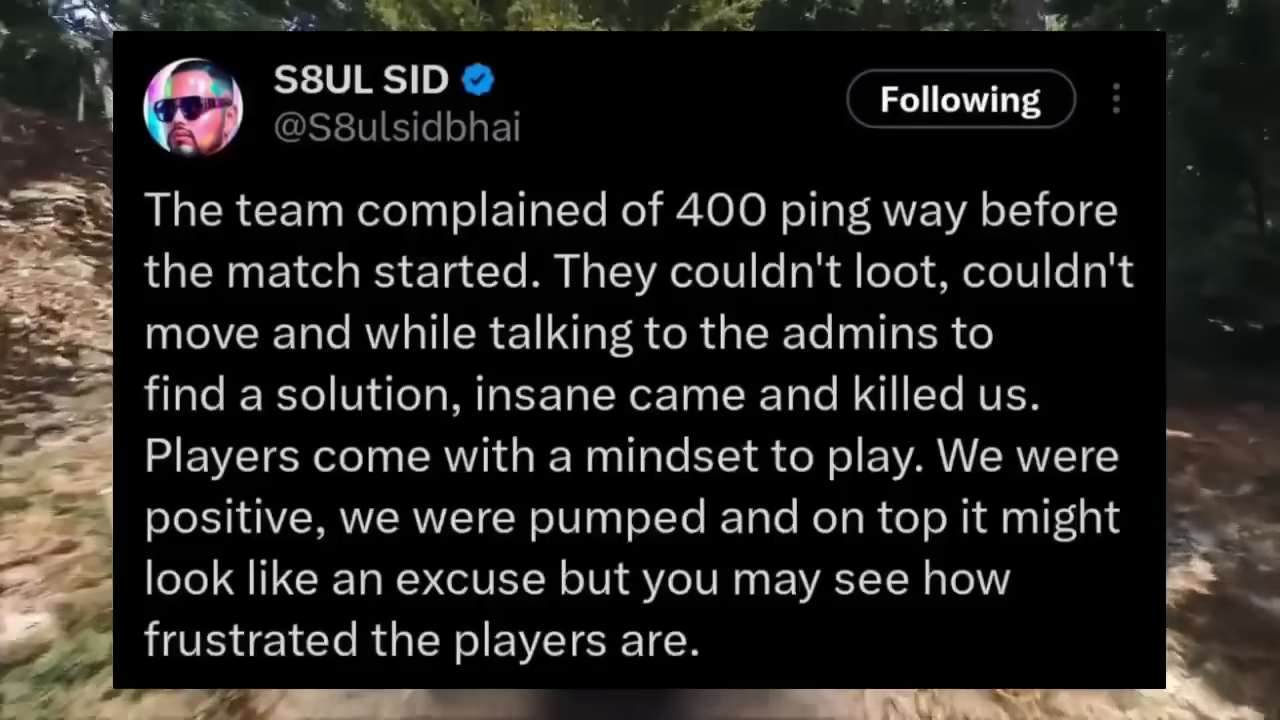 S8UL SID
@S8ulsidbhai
Following
The team complained of 400 ping way before
the match started. They couldn't loot, couldn't
move and while talking to the admins to
find a solution, insane came and killed us.
Players come with a mindset to play. We were
positive, we were pumped and on top it might
look like an excuse but you may see how
frustrated the players are.